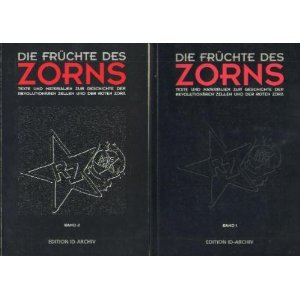 DIE FRÜCHTE DES
ZORNS
TEXTE UND MATERIALIEN ZUR GESCHICHTE DER
REVOLUTIONÄREN ZELLEN UND DER ROTEN ZORA
RZ
BAND 2
EDITION ID-ARCHIV
DIE FRÜCHTE DES
ZORNS
TEXTE UND MATERIALIEN ZUR GESCHICHTE DER
REVOLUTIONÄREN ZELLEN UND DER ROTEN ZORA
BAND 1
EDITION ID-ARCHIV